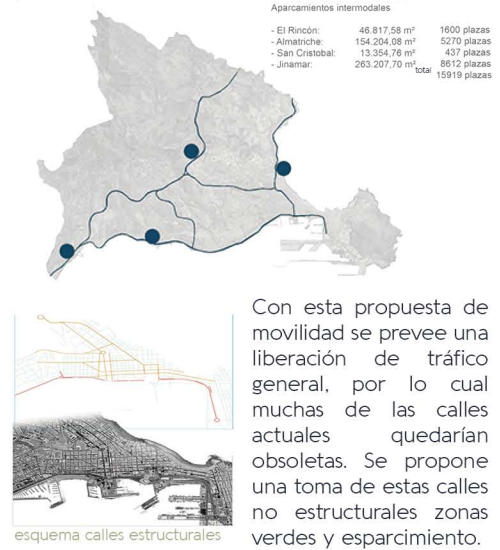 Aparcamientos intermodales
- El Rincón: 46.817,58 m² 1600 plazas
- Almatriche: 154.204,08 m² 5270 plazas
- San Cristobal: 13.354,76 m² 437 plazas
- Jinamar: 263.207,70 m² 8612 plazas
total 15919 plazas
Con esta propuesta de
movilidad se prevee una
liberación de tráfico
general, por lo cual
muchas de las calles
actuales quedarían
obsoletas. Se propone
una toma de estas calles
no estructurales zonas
verdes y esparcimiento.
esquema calles estructurales